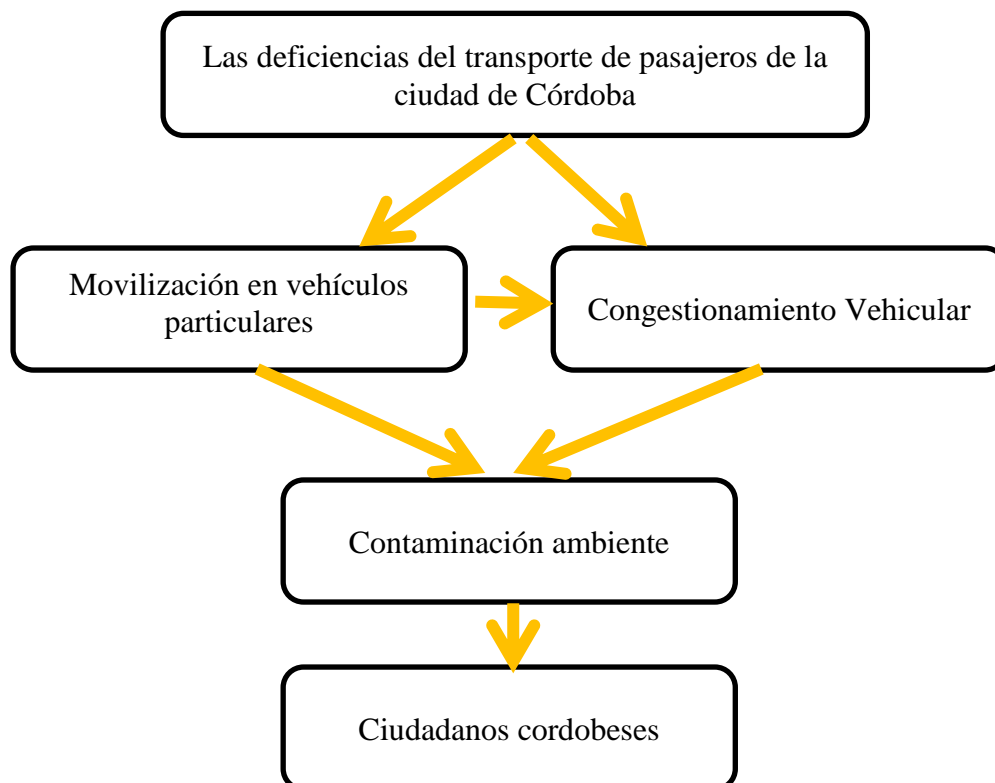 Las deficiencias del transporte de pasajeros de la
ciudad de Córdoba
Movilización en vehículos
particulares
Congestionamiento Vehicular
Contaminación ambiente
Ciudadanos cordobeses